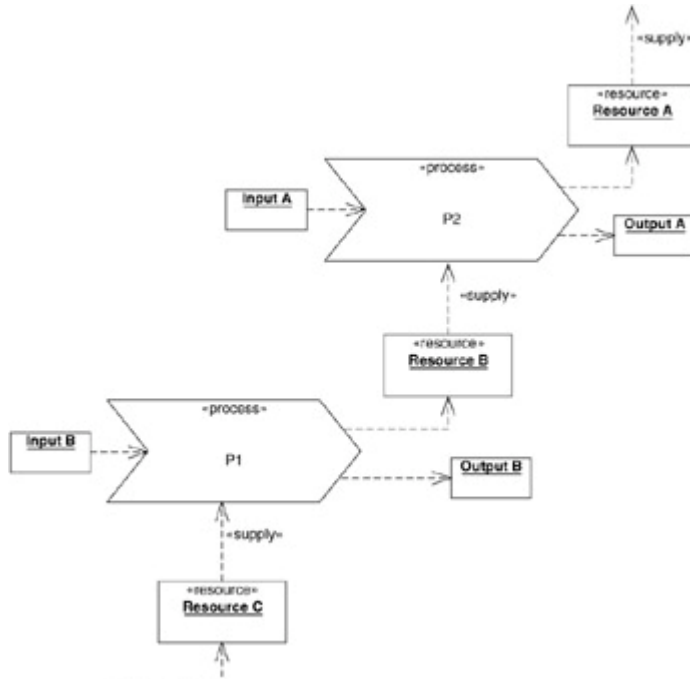 «supply»
«resource»
Resource A
«process»
Input A
P2
Output A
«supply»
«resource»
Resource B
«process»
Input B
P1
Output B
«supply»
«resource»
Resource C